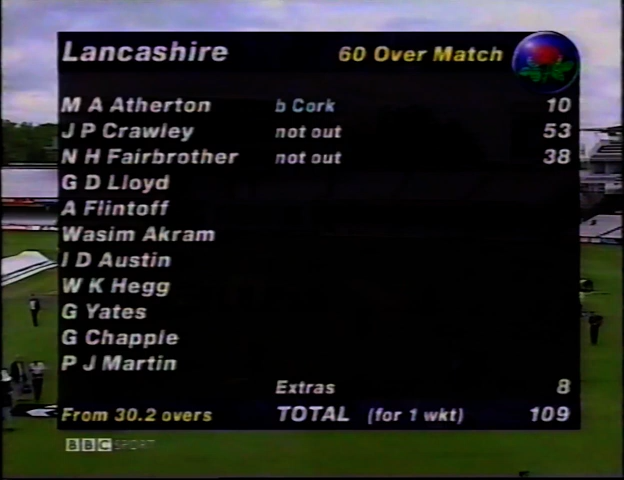 Lancashire 60 Over Match
M A Atherton b Cork 10
J P Crawley not out 53
N H Fairbrother not out 38
G D Lloyd
A Flintoff
Wasim Akram
I D Austin
W K Hegg
G Yates
G Chapple
P J Martin
Extras 8
From 30.2 overs TOTAL (for 1 wkt) 109
BBC SPORT